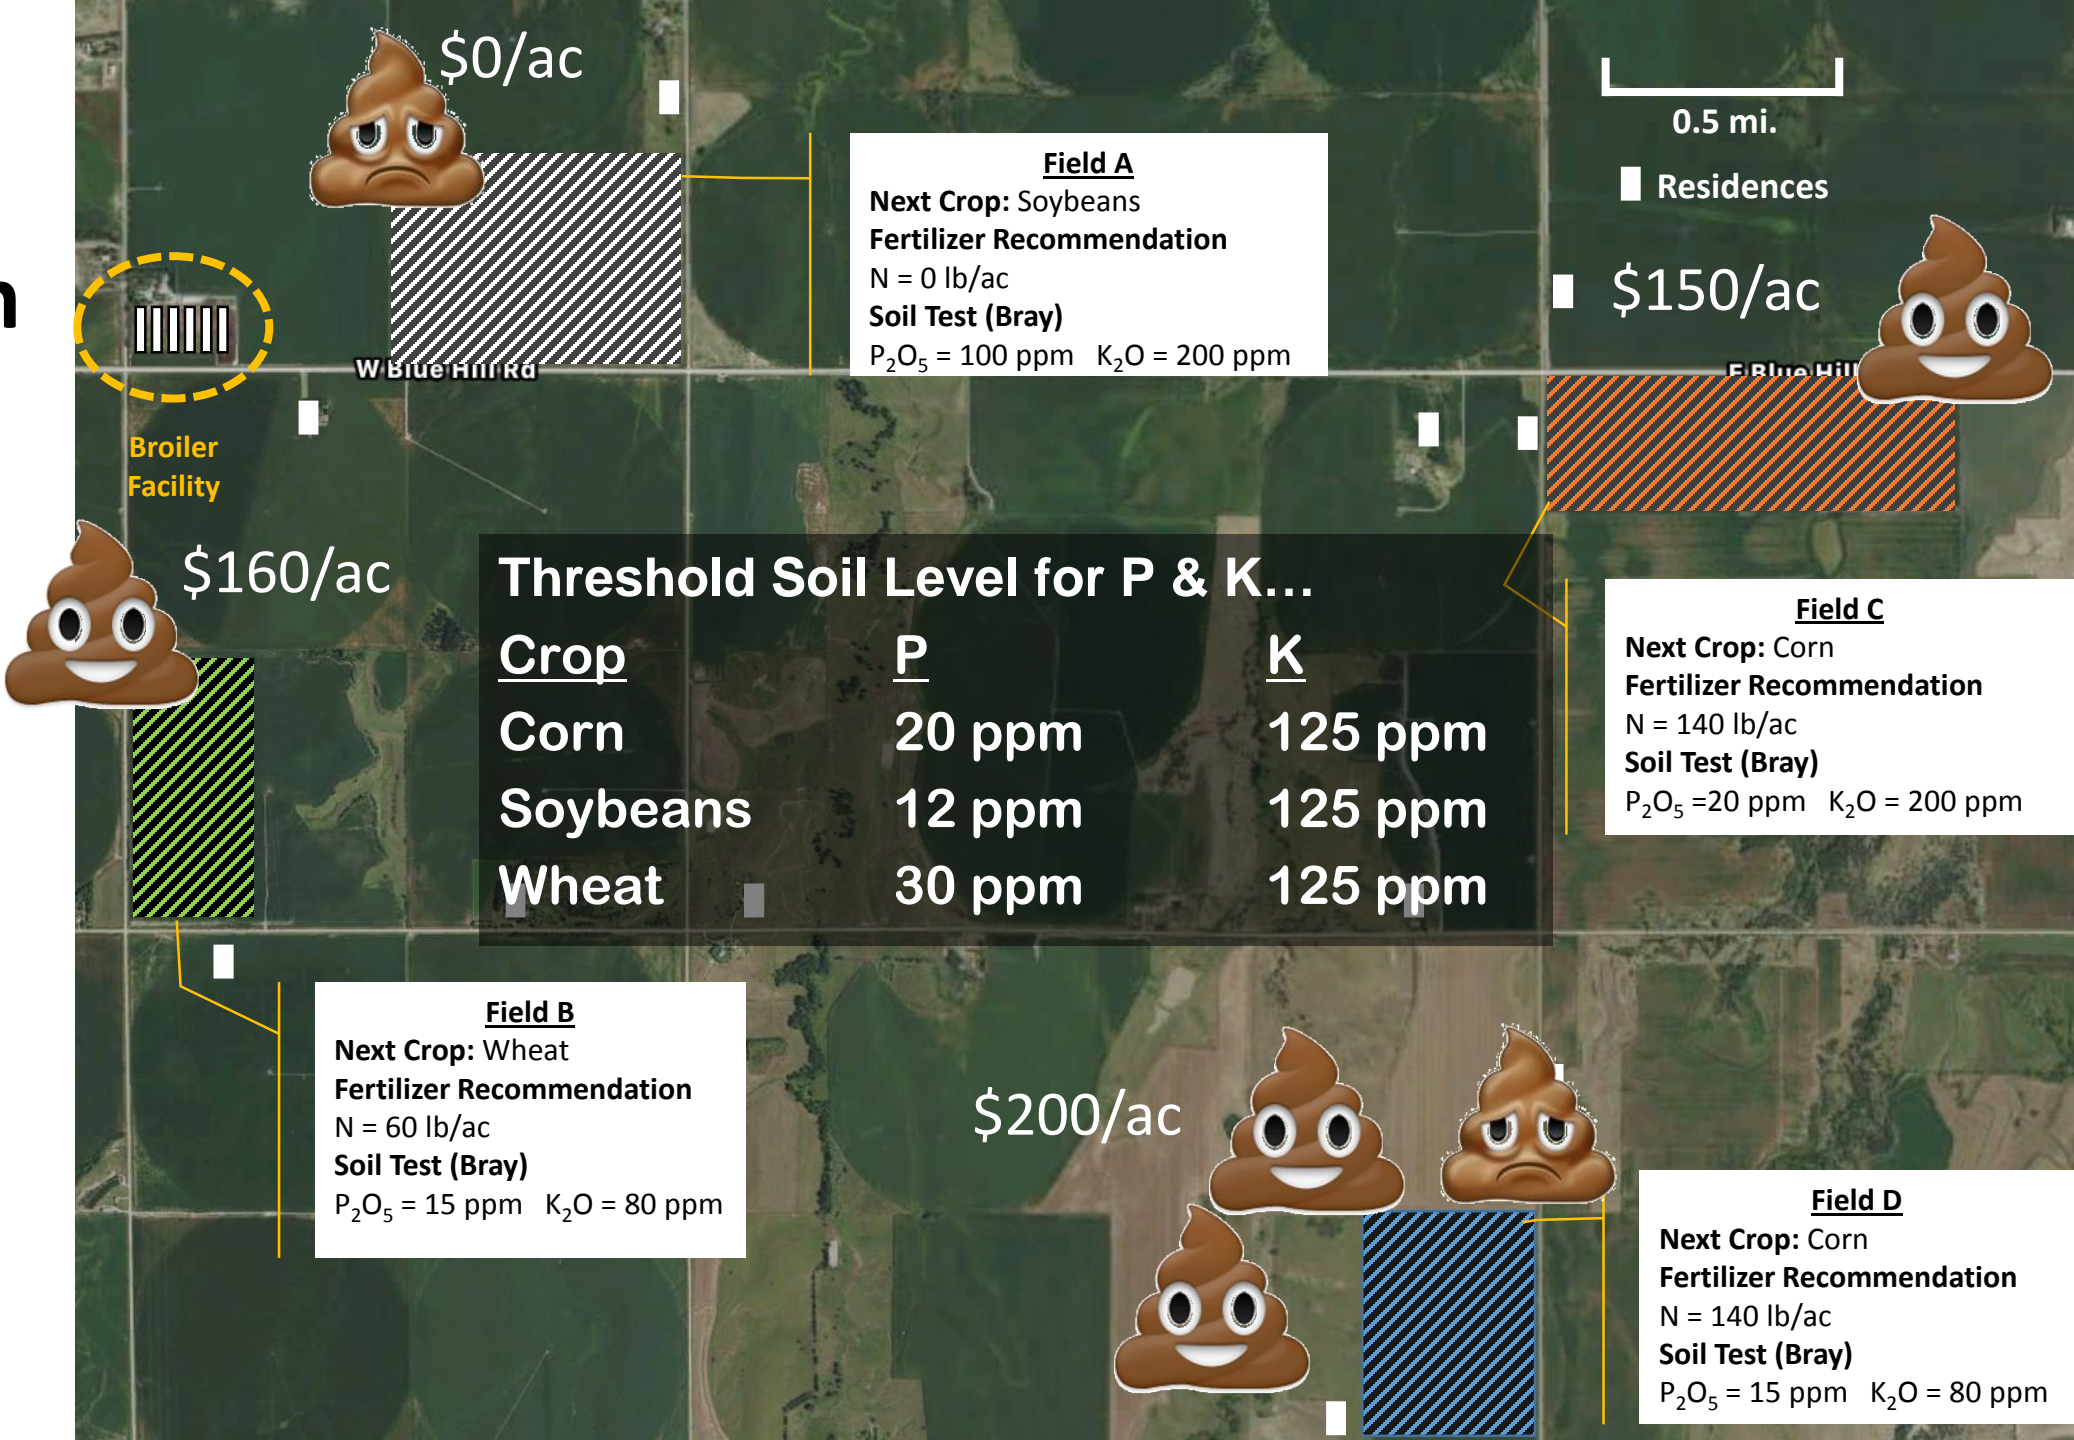 $0/ac
0.5 mi.
Residences
Field A
Next Crop: Soybeans
Fertilizer Recommendation
N = 0 lb/ac
Soil Test (Bray)
P₂O₅ = 100 ppm K₂O = 200 ppm
$150/ac
n
W Blue Hill Rd
E Blue Hill
Broiler
Facility
$160/ac
Threshold Soil Level for P & K...
Crop P K
Corn 20 ppm 125 ppm
Soybeans 12 ppm 125 ppm
Wheat 30 ppm 125 ppm
Field C
Next Crop: Corn
Fertilizer Recommendation
N = 140 lb/ac
Soil Test (Bray)
P₂O₅ =20 ppm K₂O = 200 ppm
Field B
Next Crop: Wheat
Fertilizer Recommendation
N = 60 lb/ac
Soil Test (Bray)
P₂O₅ = 15 ppm K₂O = 80 ppm
$200/ac
Field D
Next Crop: Corn
Fertilizer Recommendation
N = 140 lb/ac
Soil Test (Bray)
P₂O₅ = 15 ppm K₂O = 80 ppm